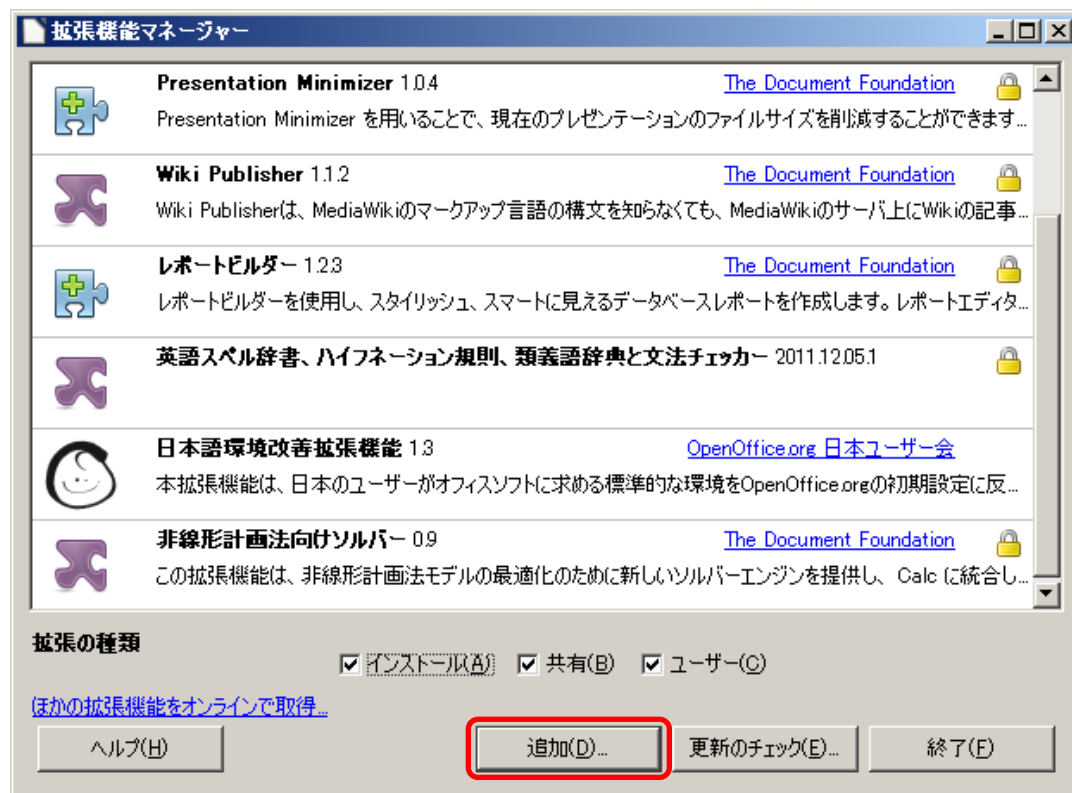 拡張機能マネージャー
Presentation Minimizer 1.0.4 The Document Foundation
Presentation Minimizer を用いることで、現在のプレゼンテーションのファイルサイズを削減することができます...
Wiki Publisher 1.1.2 The Document Foundation
Wiki Publisherは、MediaWikiのマークアップ言語の構文を知らなくても、MediaWikiのサーバ上にWikiの記事...
レポートビルダー 1.2.3 The Document Foundation
レポートビルダーを使用し、スタイリッシュ、スマートに見えるデータベースレポートを作成します。レポートエディタ...
英語スペル辞書、ハイフネーション規則、類義語辞典と文法チェッカー 2011.12.05.1
日本語環境改善拡張機能 1.3 OpenOffice.org 日本ユーザー会
本拡張機能は、日本のユーザーがオフィスソフトに求める標準的な環境をOpenOffice.orgの初期設定に反...
非線形計画法向けソルバー 0.9 The Document Foundation
この拡張機能は、非線形計画法モデルの最適化のために新しいソルバーエンジンを提供し、Calc に統合し...
拡張の種類
インストール(A) 共有(B) ユーザー(C)
ほかの拡張機能をオンラインで取得...
ヘルプ(H) 追加(D)... 更新のチェック(E)... 終了(F)